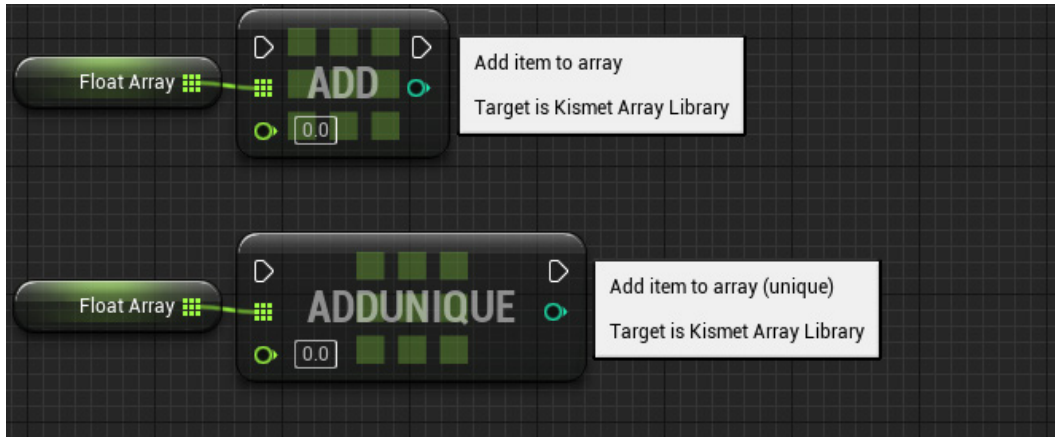 Float Array
ADD
0.0
Add item to array
Target is Kismet Array Library
Float Array
ADDUNIQUE
0.0
Add item to array (unique)
Target is Kismet Array Library